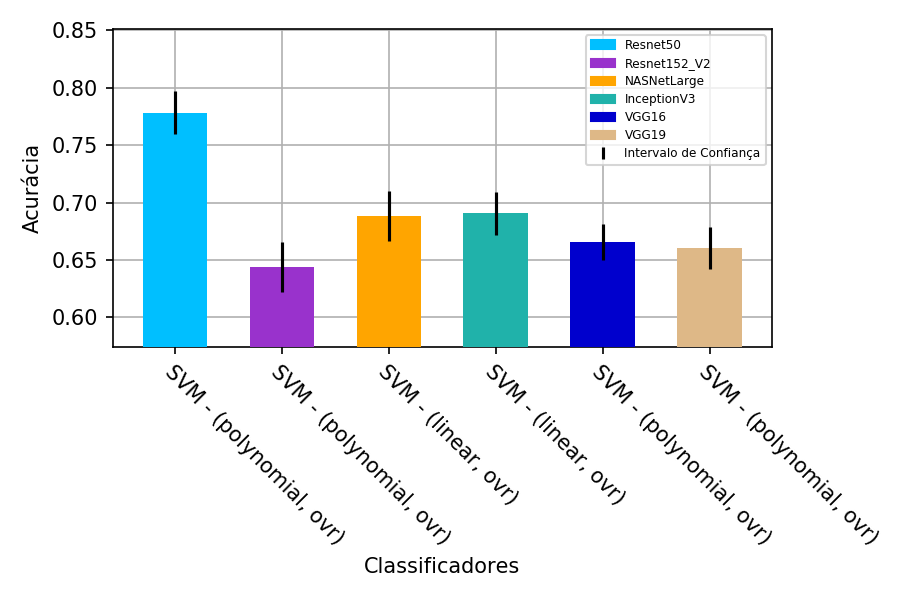 0.85
0.80
0.75
0.70
0.65
0.60
Acurácia
Resnet50
Resnet152_V2
NASNetLarge
InceptionV3
VGG16
VGG19
Intervalo de Confiança
SVM - (polynomial, ovr)
SVM - (polynomial, ovr)
SVM - (linear, ovr)
SVM - (linear, ovr)
SVM - (polynomial, ovr)
SVM - (polynomial, ovr)
Classificadores